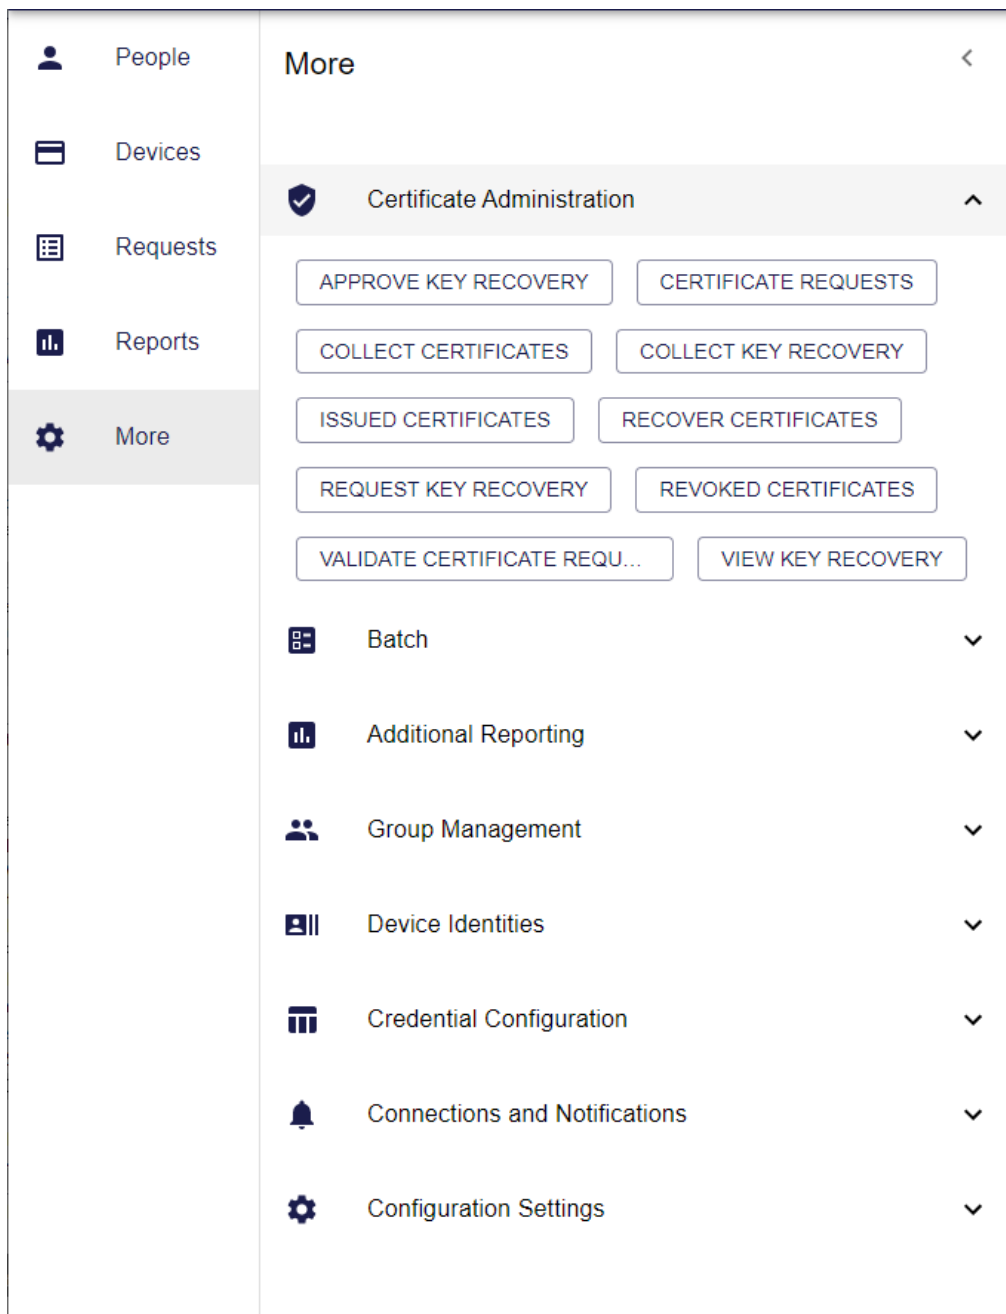 People
Devices
Requests
Reports
More
More
Certificate Administration
APPROVE KEY RECOVERY
CERTIFICATE REQUESTS
COLLECT CERTIFICATES
COLLECT KEY RECOVERY
ISSUED CERTIFICATES
RECOVER CERTIFICATES
REQUEST KEY RECOVERY
REVOKED CERTIFICATES
VALIDATE CERTIFICATE REQU...
VIEW KEY RECOVERY
Batch
Additional Reporting
Group Management
Device Identities
Credential Configuration
Connections and Notifications
Configuration Settings